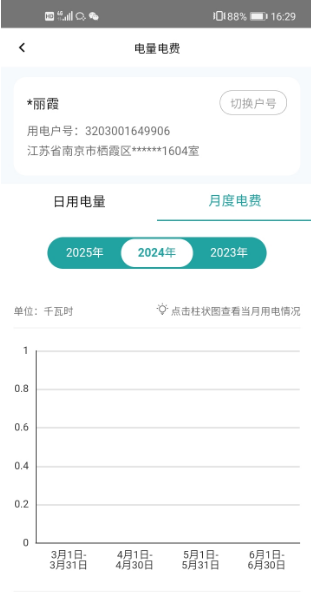 88% 16:29
电量电费
*丽霞
切换户号
用电户号：3203001649906
江苏省南京市栖霞区******1604室
日用电量
月度电费
2025年 2024年 2023年
单位：千瓦时
点击柱状图查看当月用电情况
1
0.8
0.6
0.4
0.2
0
3月1日-
3月31日
4月1日-
4月30日
5月1日-
5月31日
6月1日-
6月30日